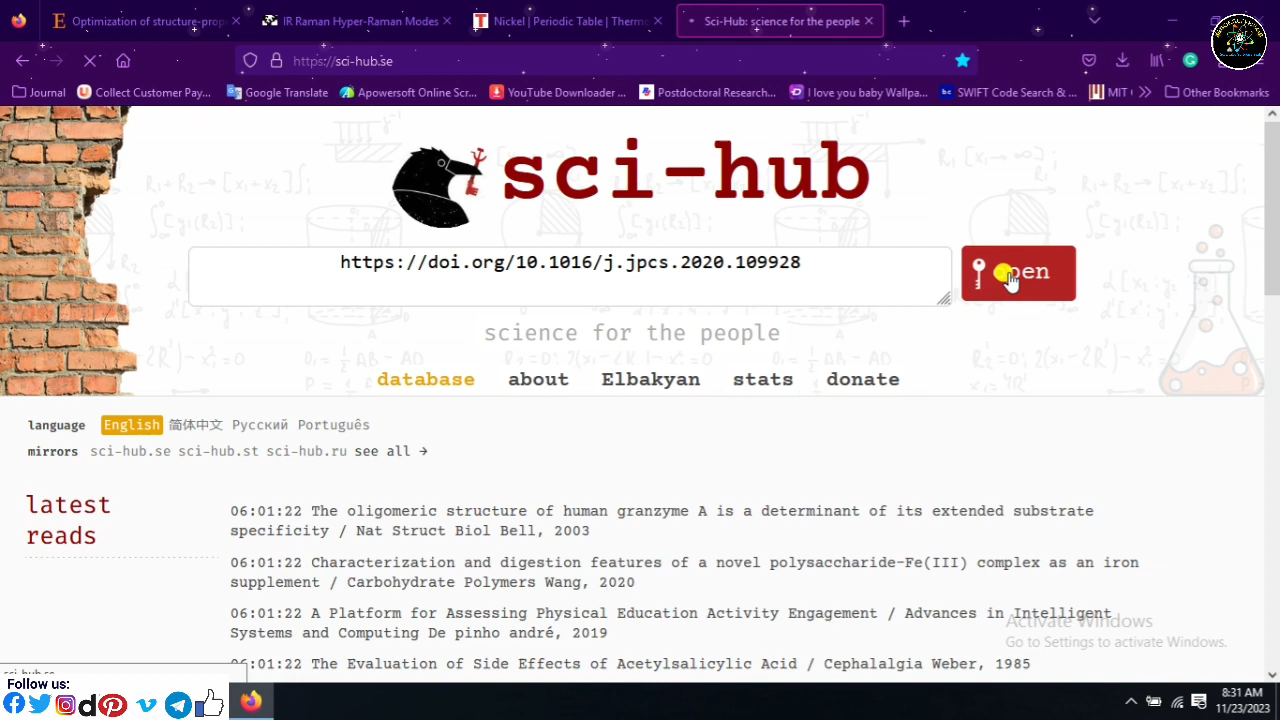 Optimization of structure-prop
IR Raman Hyper-Raman Modes
Nickel | Periodic Table | Thermo
Sci-Hub: science for the people
https://sci-hub.se
Journal
Collect Customer Pay...
Google Translate
Apowersoft Online Scr...
YouTube Downloader ...
Postdoctoral Research...
I love you baby Wallpa...
SWIFT Code Search & ...
MIT
Other Bookmarks
sci-hub
https://doi.org/10.1016/j.jpcs.2020.109928
open
science for the people
database about Elbakyan stats donate
language English 简体中文 Русский Português
mirrors sci-hub.se sci-hub.st sci-hub.ru see all →
latest
reads
06:01:22 The oligomeric structure of human granzyme A is a determinant of its extended substrate
specificity / Nat Struct Biol Bell, 2003
06:01:22 Characterization and digestion features of a novel polysaccharide-Fe(III) complex as an iron
supplement / Carbohydrate Polymers Wang, 2020
06:01:22 A Platform for Assessing Physical Education Activity Engagement / Advances in Intelligent
Systems and Computing De pinho andré, 2019
06:01:22 The Evaluation of Side Effects of Acetylsalicylic Acid / Cephalalgia Weber, 1985
Activate Windows
Go to Settings to activate Windows.
Follow us:
8:31 AM
11/23/2023